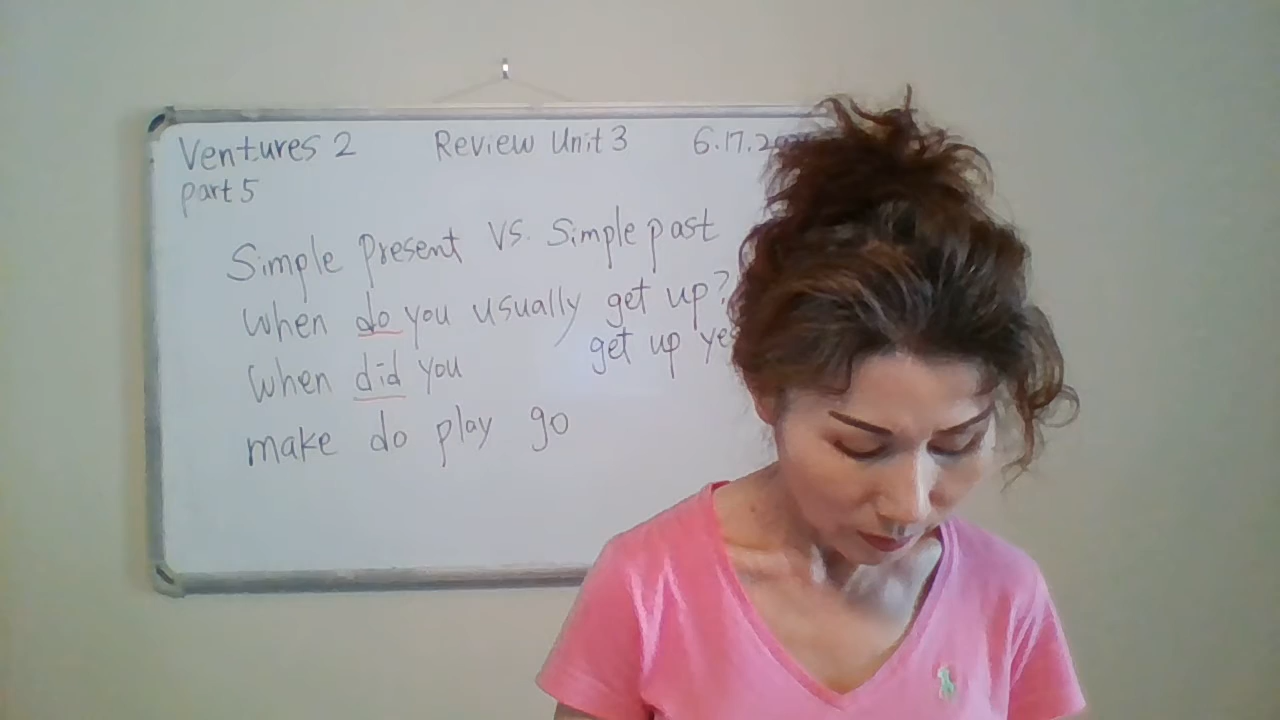 Ventures 2 Review Unit 3 6.17.
part 5
Simple present vs. Simple past
When do you usually get up?
When did you get up
make do play go